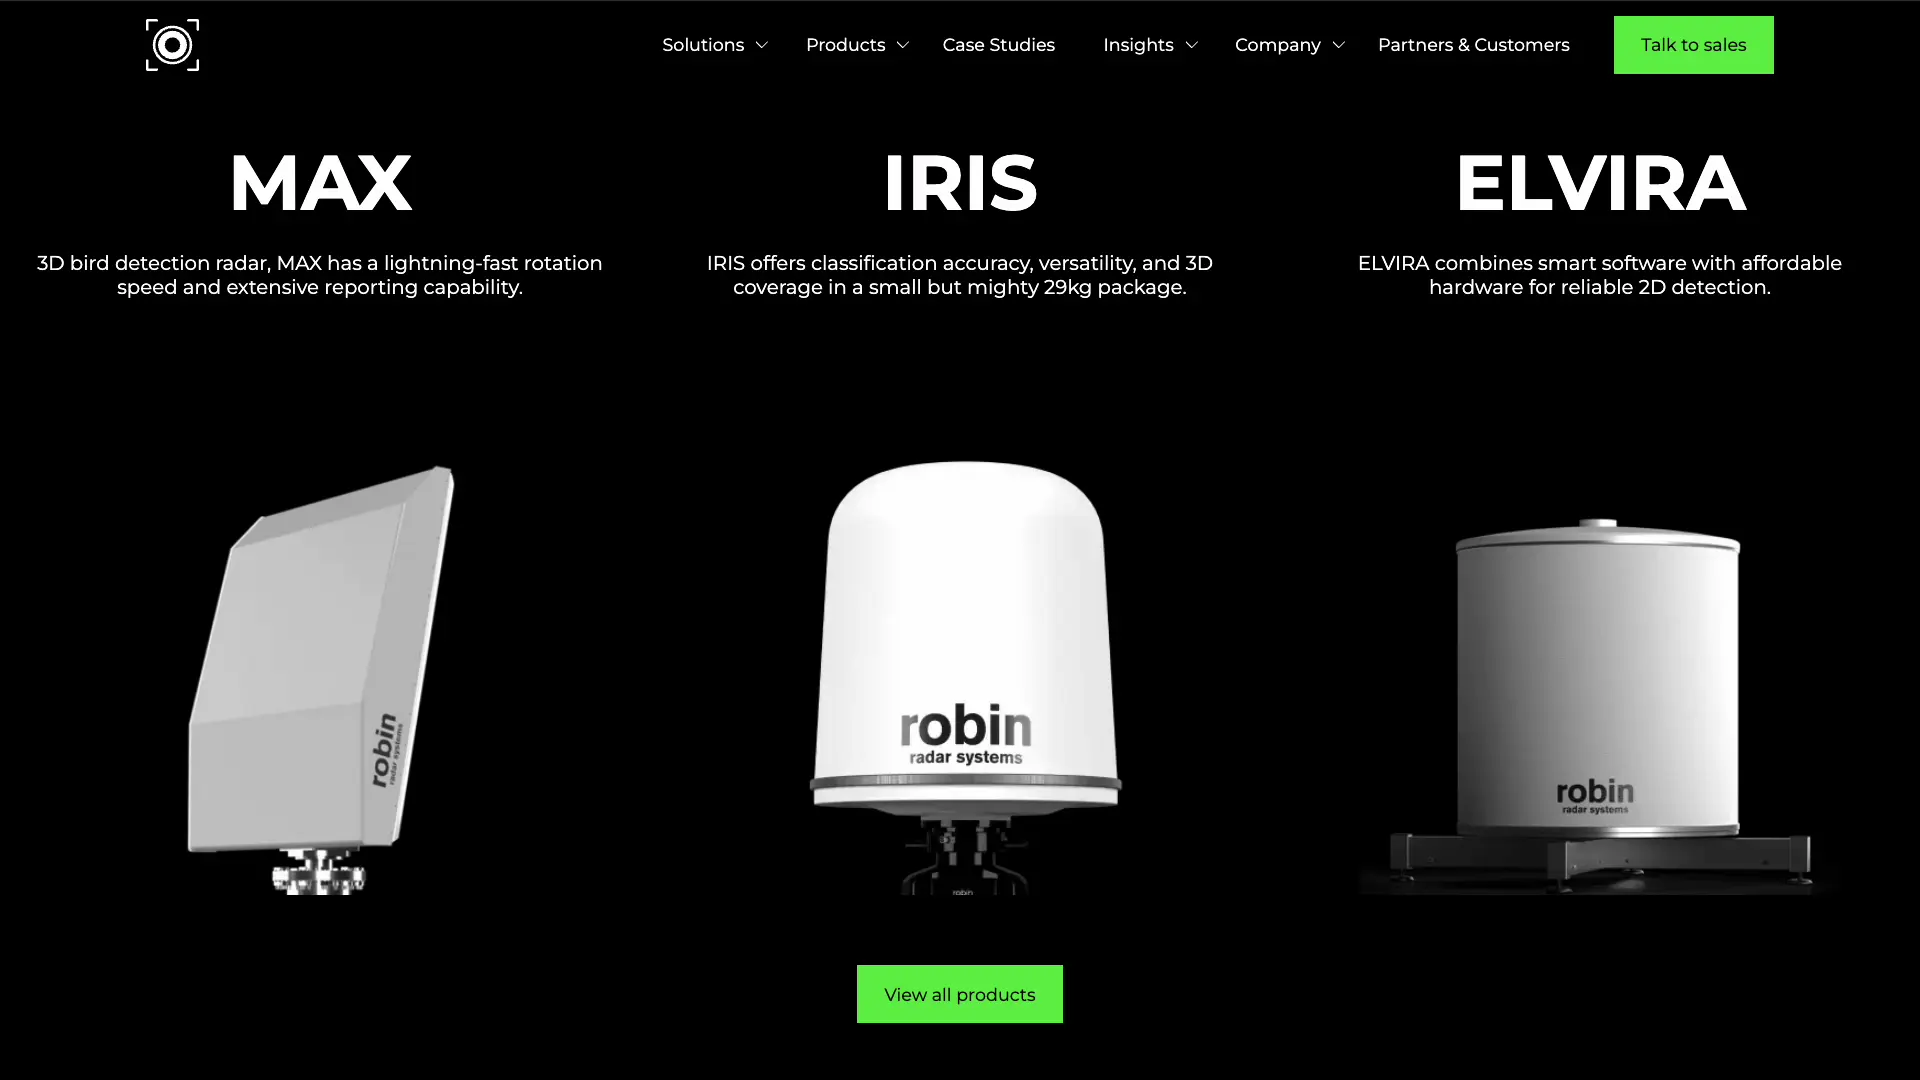 Solutions
Products
Case Studies
Insights
Company
Partners & Customers
Talk to sales
MAX
3D bird detection radar, MAX has a lightning-fast rotation
speed and extensive reporting capability.
IRIS
IRIS offers classification accuracy, versatility, and 3D
coverage in a small but mighty 29kg package.
ELVIRA
ELVIRA combines smart software with affordable
hardware for reliable 2D detection.
robin
radar systems
robin
radar systems
robin
robin
radar systems
View all products